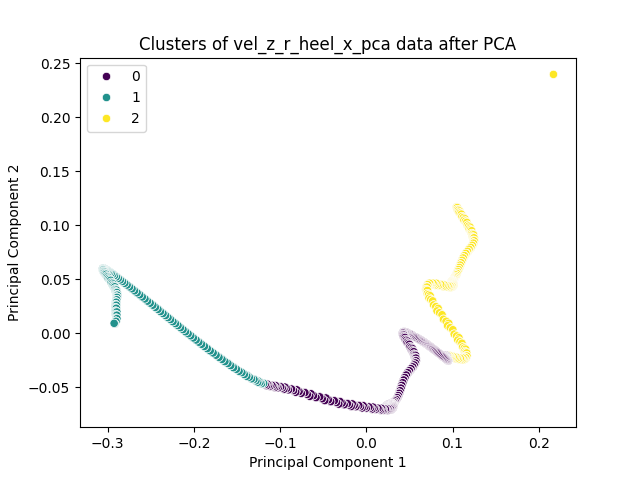 Clusters of vel_z_r_heel_x_pca data after PCA
0
1
2
Principal Component 2
0.25
0.20
0.15
0.10
0.05
0.00
−0.05
−0.3 −0.2 −0.1 0.0 0.1 0.2
Principal Component 1